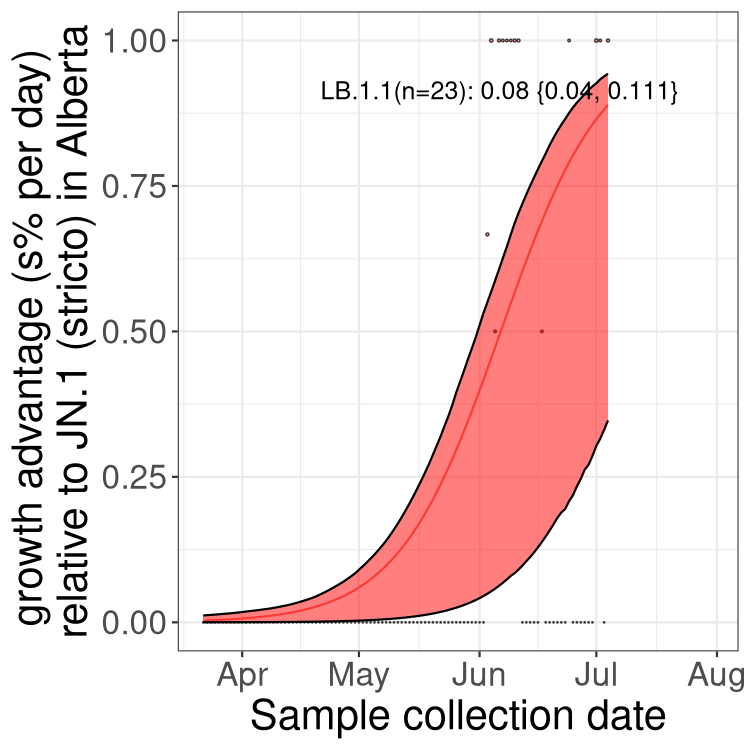 growth advantage (s% per day)
relative to JN.1 (stricto) in Alberta
1.00
0.75
0.50
0.25
0.00
LB.1.1(n=23): 0.08 {0.04, 0.111}
Apr May Jun Jul Aug
Sample collection date